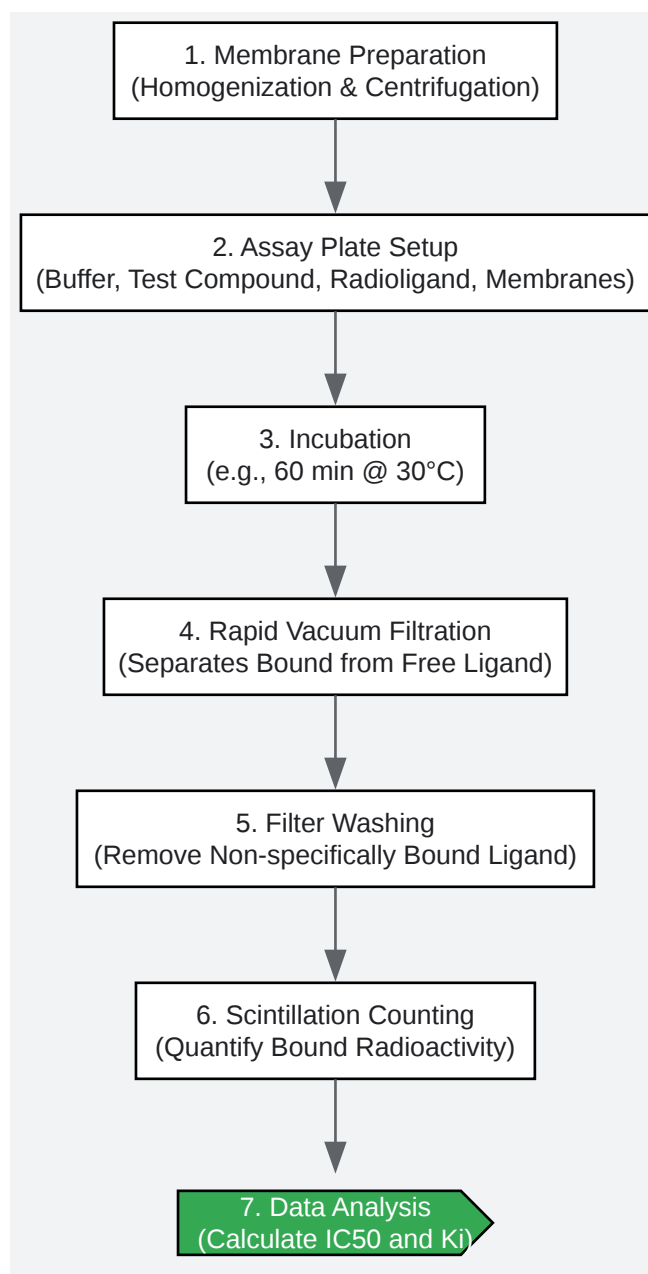 1. Membrane Preparation
(Homogenization & Centrifugation)
2. Assay Plate Setup
(Buffer, Test Compound, Radioligand, Membranes)
3. Incubation
(e.g., 60 min @ 30°C)
4. Rapid Vacuum Filtration
(Separates Bound from Free Ligand)
5. Filter Washing
(Remove Non-specifically Bound Ligand)
6. Scintillation Counting
(Quantify Bound Radioactivity)
7. Data Analysis
(Calculate IC50 and Ki)